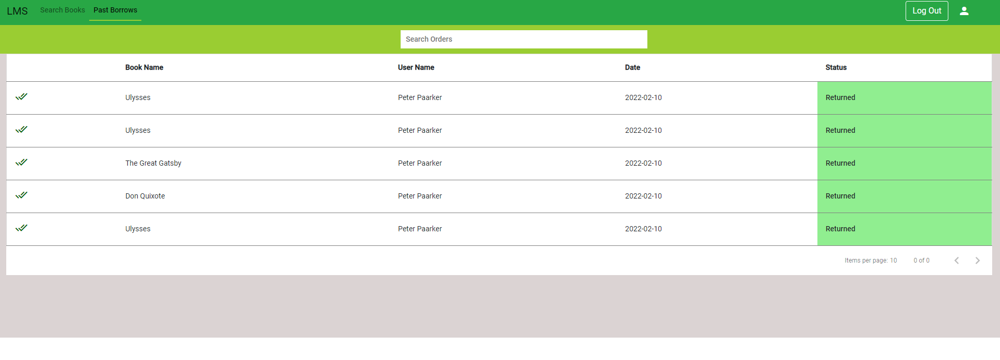 LMS Search Books Past Borrows Log Out
Search Orders
Book Name User Name Date Status
Ulysses Peter Paarker 2022-02-10 Returned
Ulysses Peter Paarker 2022-02-10 Returned
The Great Gatsby Peter Paarker 2022-02-10 Returned
Don Quixote Peter Paarker 2022-02-10 Returned
Ulysses Peter Paarker 2022-02-10 Returned
Items per page: 10 0 of 0